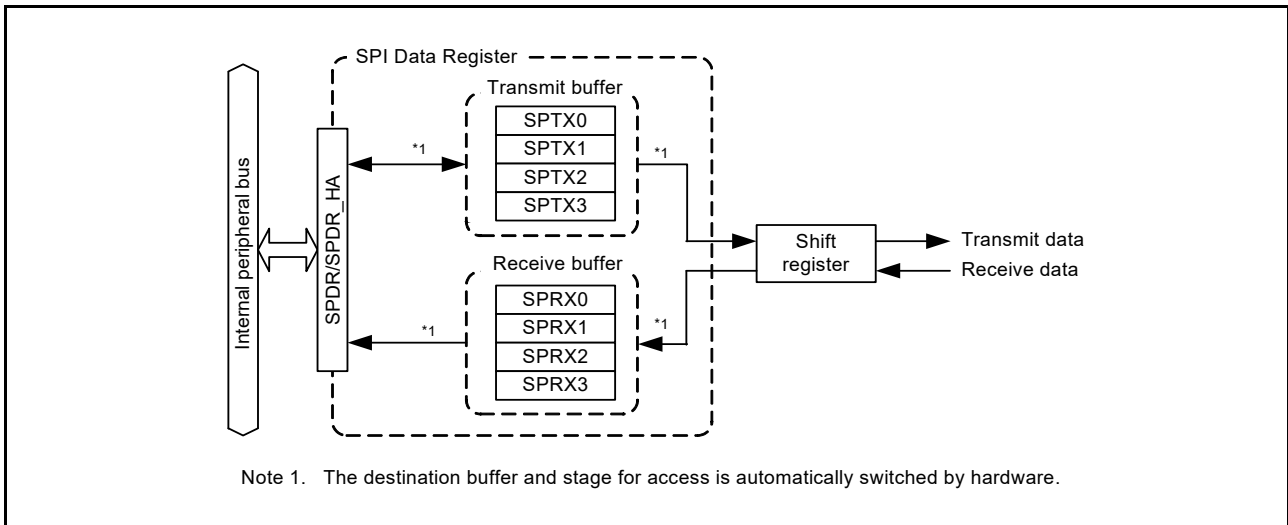 SPI Data Register
Transmit buffer
SPTX0
SPTX1
SPTX2
SPTX3
*1
*1
Internal peripheral bus
SPDR/SPDR_HA
Shift
register
Transmit data
Receive data
Receive buffer
SPRX0
SPRX1
SPRX2
SPRX3
*1
*1
Note 1. The destination buffer and stage for access is automatically switched by hardware.